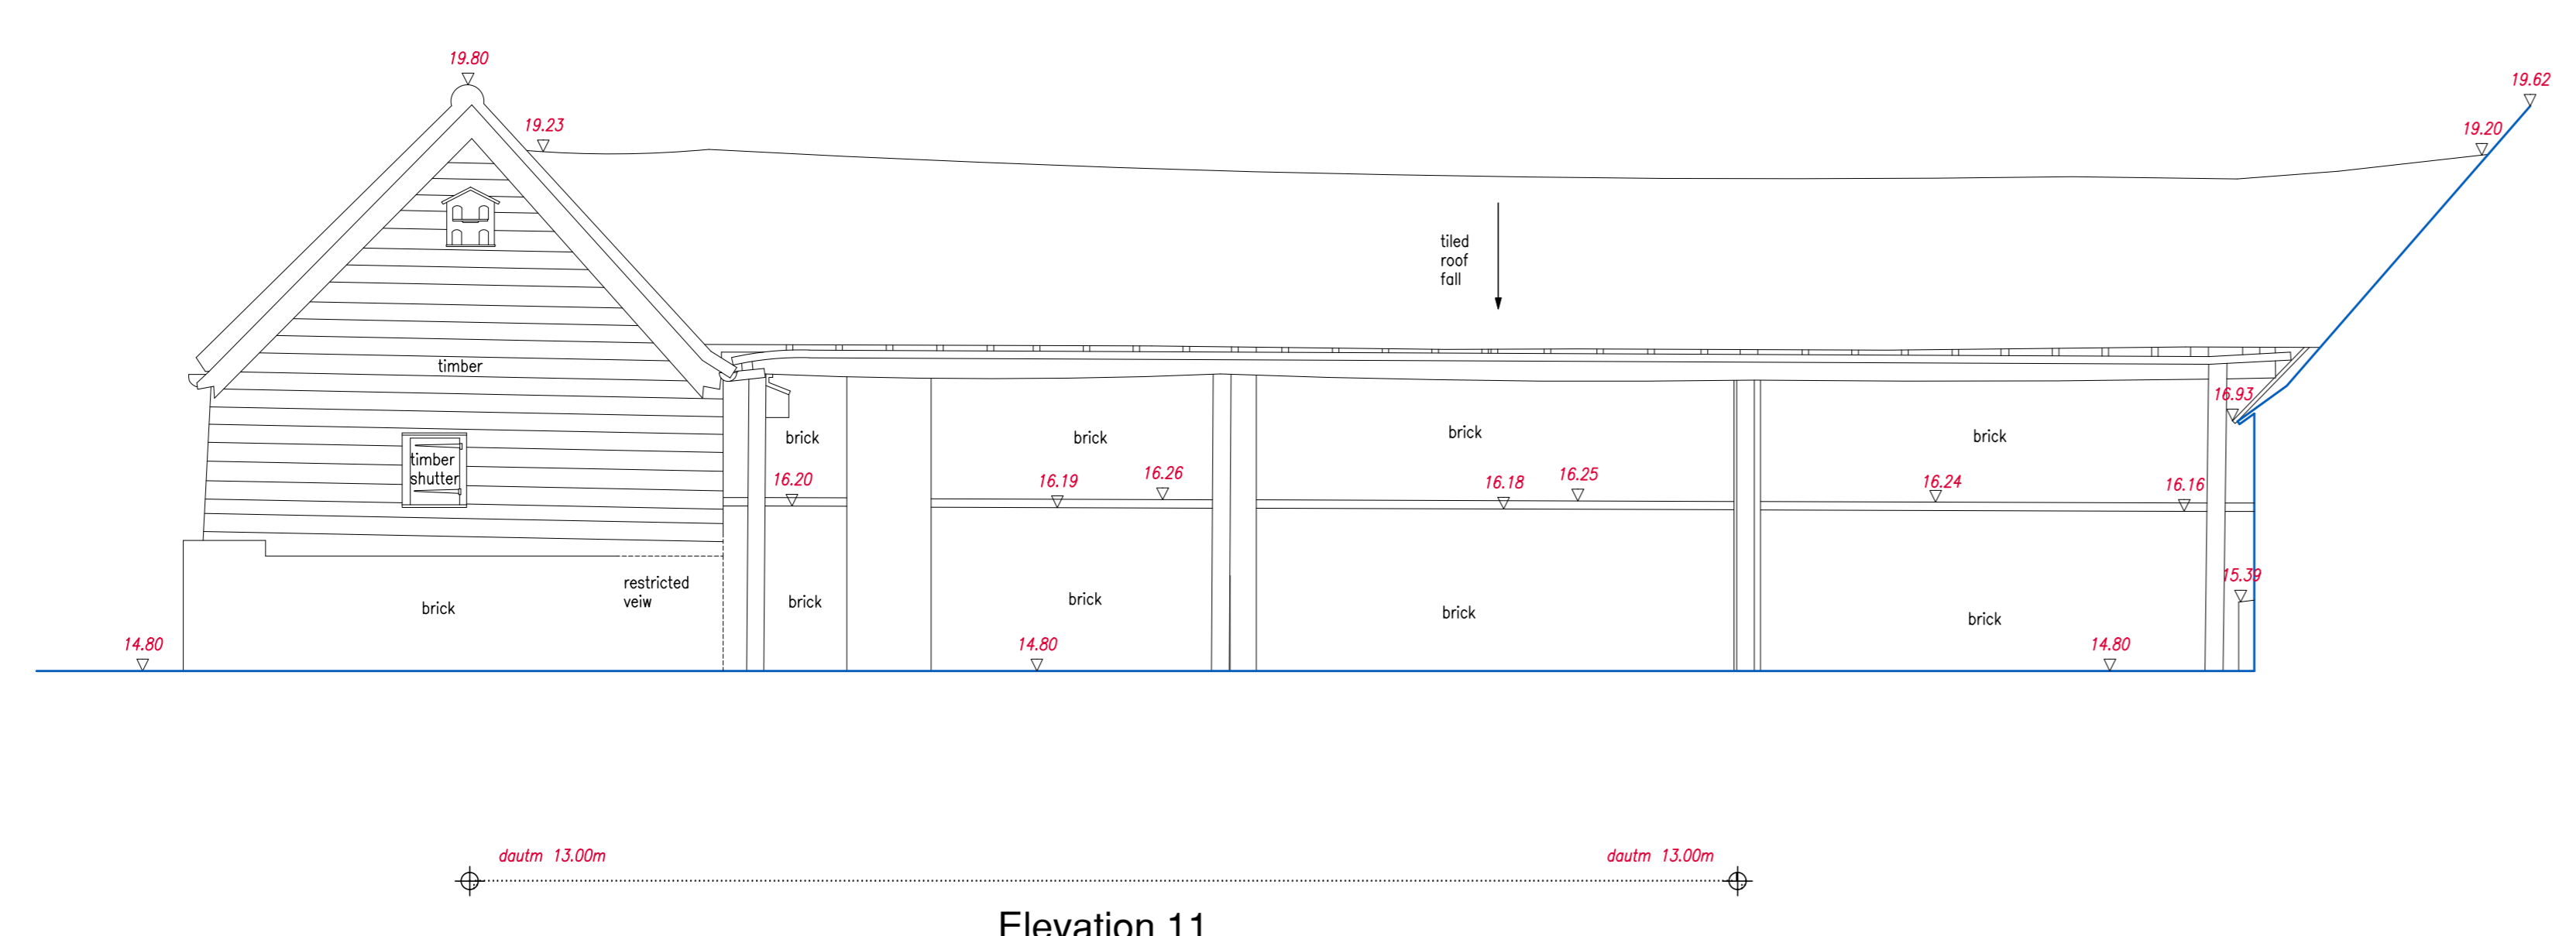 19.80
19.62
19.23
19.20
tiled
roof
fall
timber
16.93
brick
brick
brick
brick
timber
shutter
16.20
16.19
16.26
16.18
16.25
16.24
16.16
restricted
veiw
15.39
brick
brick
brick
brick
brick
14.80
14.80
14.80
dautm 13.00m
dautm 13.00m
Elevation 11